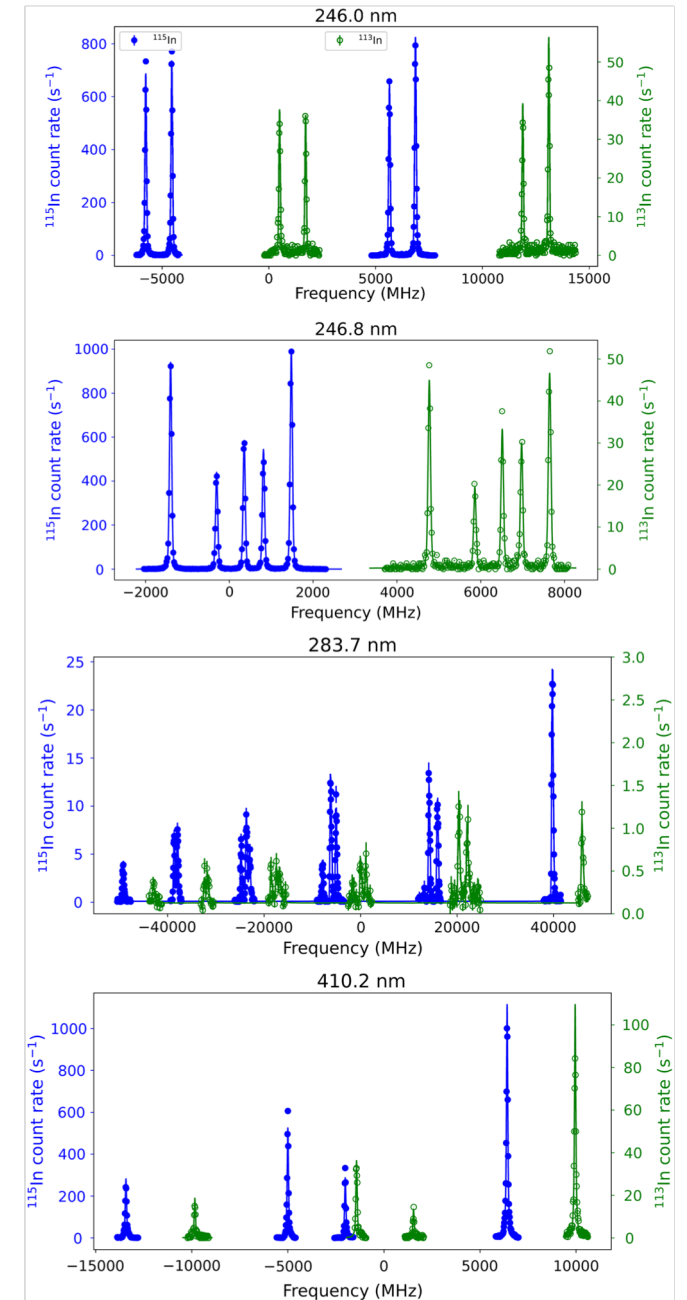 246.0 nm
¹¹⁵In ¹¹³In
¹¹⁵In count rate (s⁻¹)
800
600
400
200
0
50
40
30
20
10
0
¹¹³In count rate (s⁻¹)
−5000 0 5000 10000 15000
Frequency (MHz)
246.8 nm
¹¹⁵In count rate (s⁻¹)
1000
800
600
400
200
0
50
40
30
20
10
0
¹¹³In count rate (s⁻¹)
−2000 0 2000 4000 6000 8000
Frequency (MHz)
283.7 nm
¹¹⁵In count rate (s⁻¹)
25
20
15
10
5
0
3.0
2.5
2.0
1.5
1.0
0.5
0.0
¹¹³In count rate (s⁻¹)
−40000 −20000 0 20000 40000
Frequency (MHz)
410.2 nm
¹¹⁵In count rate (s⁻¹)
1000
800
600
400
200
0
100
80
60
40
20
0
¹¹³In count rate (s⁻¹)
−15000 −10000 −5000 0 5000 10000
Frequency (MHz)